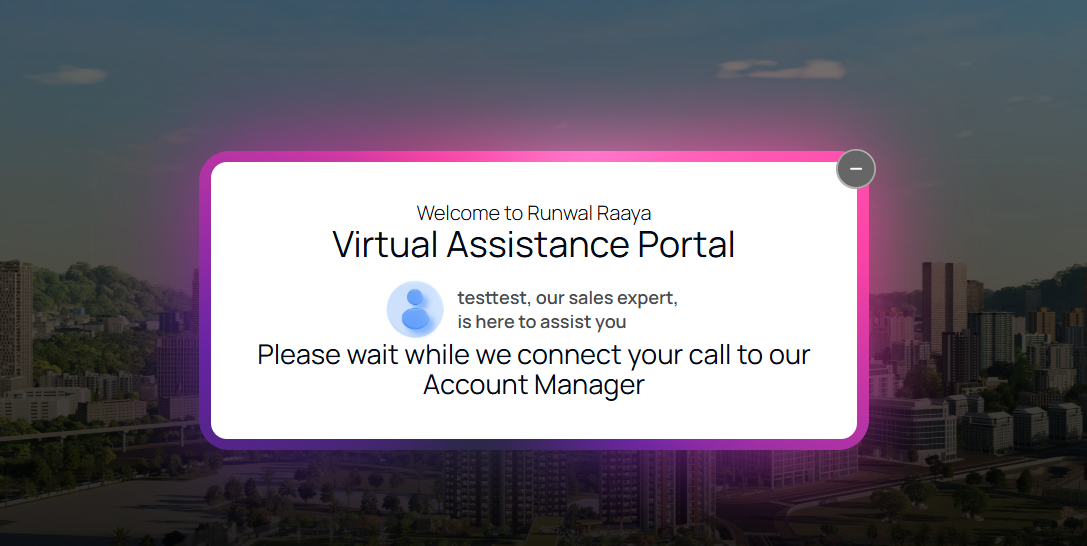 Welcome to Runwal Raaya
Virtual Assistance Portal
testtest, our sales expert,
is here to assist you
Please wait while we connect your call to our
Account Manager